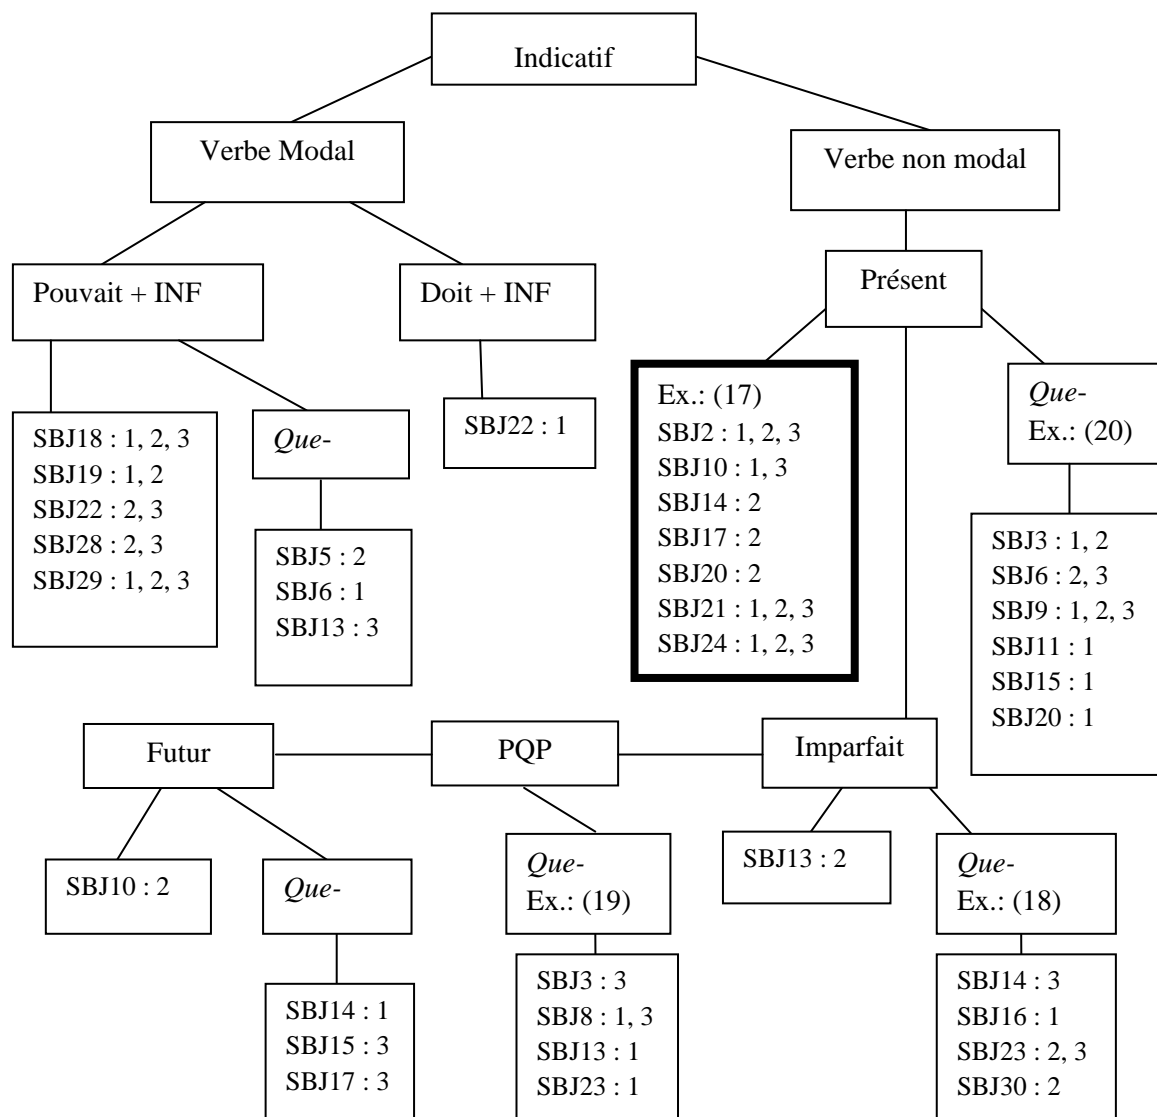 Indicatif
Verbe Modal
Verbe non modal
Pouvait + INF
Doit + INF
Présent
SBJ18 : 1, 2, 3
SBJ19 : 1, 2
SBJ22 : 2, 3
SBJ28 : 2, 3
SBJ29 : 1, 2, 3
Que-
SBJ5 : 2
SBJ6 : 1
SBJ13 : 3
SBJ22 : 1
Ex.: (17)
SBJ2 : 1, 2, 3
SBJ10 : 1, 3
SBJ14 : 2
SBJ17 : 2
SBJ20 : 2
SBJ21 : 1, 2, 3
SBJ24 : 1, 2, 3
Que-
Ex.: (20)
SBJ3 : 1, 2
SBJ6 : 2, 3
SBJ9 : 1, 2, 3
SBJ11 : 1
SBJ15 : 1
SBJ20 : 1
Futur
PQP
Imparfait
SBJ10 : 2
Que-
SBJ14 : 1
SBJ15 : 3
SBJ17 : 3
Que-
Ex.: (19)
SBJ3 : 3
SBJ8 : 1, 3
SBJ13 : 1
SBJ23 : 1
SBJ13 : 2
Que-
Ex.: (18)
SBJ14 : 3
SBJ16 : 1
SBJ23 : 2, 3
SBJ30 : 2